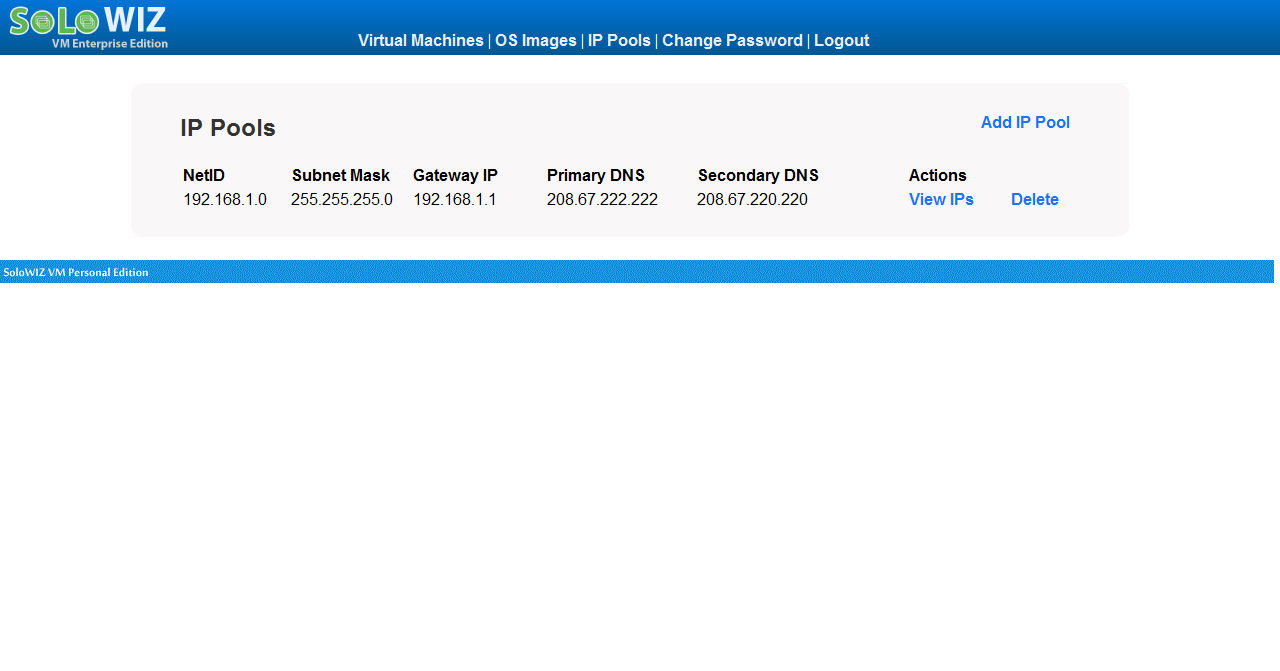 SoLoWIZ
VM Enterprise Edition
Virtual Machines | OS Images | IP Pools | Change Password | Logout
IP Pools
Add IP Pool
NetID Subnet Mask Gateway IP Primary DNS Secondary DNS Actions
192.168.1.0 255.255.255.0 192.168.1.1 208.67.222.222 208.67.220.220 View IPs Delete
SoloWIZ VM Personal Edition